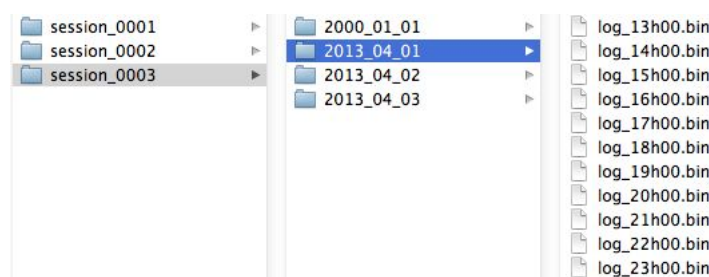 session_0001
session_0002
session_0003
2000_01_01
2013_04_01
2013_04_02
2013_04_03
log_13h00.bin
log_14h00.bin
log_15h00.bin
log_16h00.bin
log_17h00.bin
log_18h00.bin
log_19h00.bin
log_20h00.bin
log_21h00.bin
log_22h00.bin
log_23h00.bin